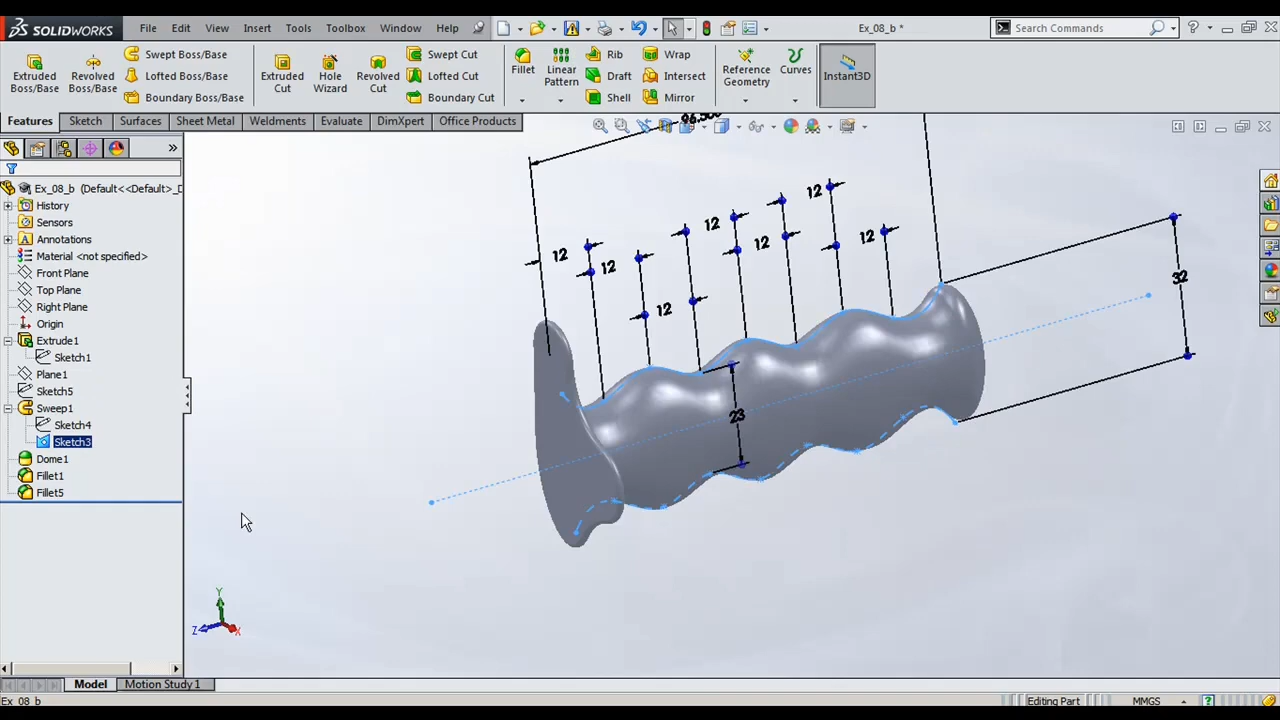 SOLIDWORKS File Edit View Insert Tools Toolbox Window Help Ex_08_b * Search Commands
Extruded Boss/Base
Revolved Boss/Base
Swept Boss/Base
Lofted Boss/Base
Boundary Boss/Base
Extruded Cut
Hole Wizard
Revolved Cut
Swept Cut
Lofted Cut
Boundary Cut
Fillet
Linear Pattern
Rib
Draft
Shell
Wrap
Intersect
Mirror
Reference Geometry
Curves
Instant3D
Features Sketch Surfaces Sheet Metal Weldments Evaluate DimXpert Office Products
Ex_08_b (Default<<Default>_D
History
Sensors
Annotations
Material <not specified>
Front Plane
Top Plane
Right Plane
Origin
Extrude1
Sketch1
Plane1
Sketch5
Sweep1
Sketch4
Sketch3
Dome1
Fillet1
Fillet5
12
12
12
12
12
12
12
32
23
Y
Z
X
Model Motion Study 1
Ex_08_b Editing Part MMGS